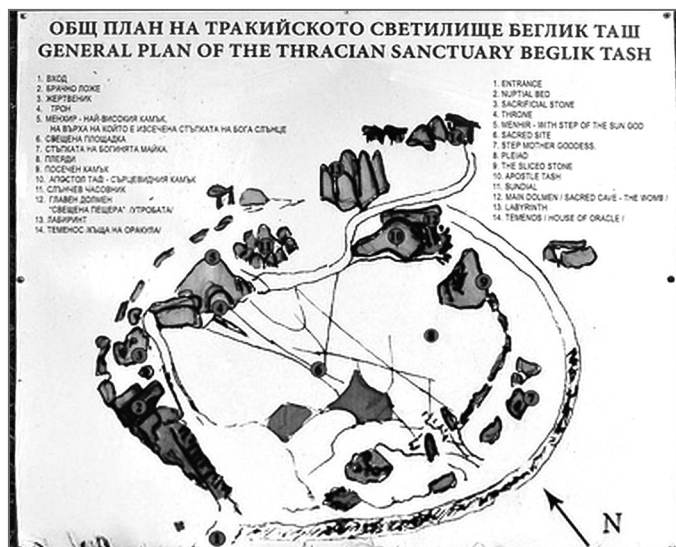 ОБЩ ПЛАН НА ТРАКИЙСКОТО СВЕТИЛИЩЕ БЕГЛИК ТАШ
GENERAL PLAN OF THE THRACIAN SANCTUARY BEGLIK TASH
1. ВХОД
2. БРАЧНО ЛОЖЕ
3. ЖЕРТВЕНИК
4. ТРОН
5. МЕНХИР - НАЙ-ВИСОКИЯ КАМЪК.
НА ВЪРХА НА КОЙТО Е ИЗСЕЧЕНА СТЪПКАТА НА БОГА СЛЪНЦЕ
6. СВЕЩЕНА ПЛОЩАДКА
7. СТЪПКАТА НА БОГИНЯТА МАЙКА.
8. ПЛЕЯДИ
9. ПОСЕЧЕН КАМЪК
10. АПОСТОЛ ТАШ - СЪРЦЕВИДНИЯ КАМЪК
11. СЛЪНЧЕВ ЧАСОВНИК
12. ГЛАВЕН ДОЛМЕН
"СВЕЩЕНА ПЕЩЕРА" /УТРОБАТА/
13. ЛАБИРИНТ
14. ТЕМЕНОС /КЪЩА НА ОРАКУЛА/
1. ENTRANCE
2. NUPTIAL BED
3. SACRIFICIAL STONE
4. THROME
5. MENHIR - WITH STEP OF THE SUN GOD
6. SACRED SITE
7. STEP MOTHER GODDESS.
8. PLEIAD
9. THE SLICED STONE
10. APOSTLE TASH
11. SUNDIAL
12. MAIN DOLMEN / SACRED CAVE - THE WOMB /
13. LABYRINTH
14. TEMENOS / HOUSE OF ORACLE /
N